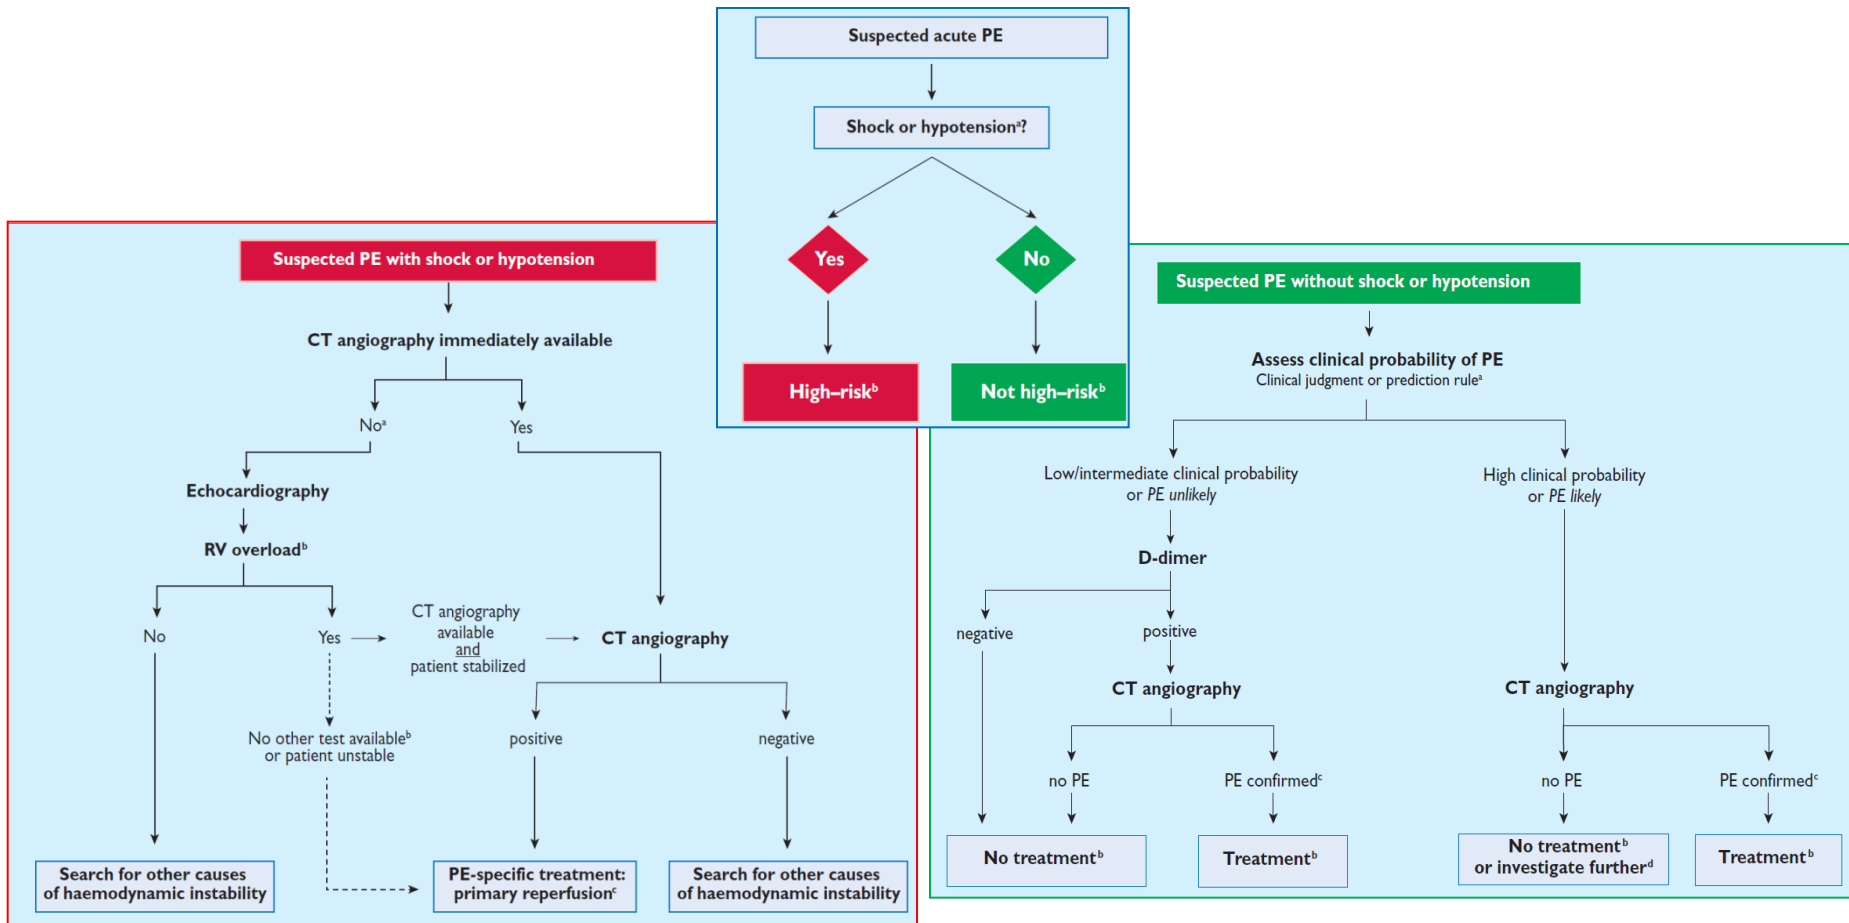 Suspected acute PE
Shock or hypotensionᵃ?
Yes
No
High–riskᵇ
Not high–riskᵇ
Suspected PE with shock or hypotension
CT angiography immediately available
Noᵃ
Yes
Echocardiography
RV overloadᵇ
No
Yes
CT angiography
available
and
patient stabilized
CT angiography
No other test availableᵇ
or patient unstable
positive
negative
Search for other causes
of haemodynamic instability
PE-specific treatment:
primary reperfusionᶜ
Search for other causes
of haemodynamic instability
Suspected PE without shock or hypotension
Assess clinical probability of PE
Clinical judgment or prediction ruleᵃ
Low/intermediate clinical probability
or PE unlikely
High clinical probability
or PE likely
D-dimer
negative
positive
CT angiography
CT angiography
no PE
PE confirmedᶜ
no PE
PE confirmedᶜ
No treatmentᵇ
Treatmentᵇ
No treatmentᵇ
or investigate furtherᵈ
Treatmentᵇ